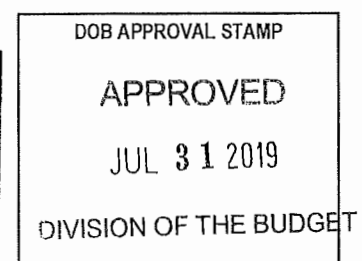 DOB APPROVAL STAMP
APPROVED
JUL 31 2019
DIVISION OF THE BUDGET